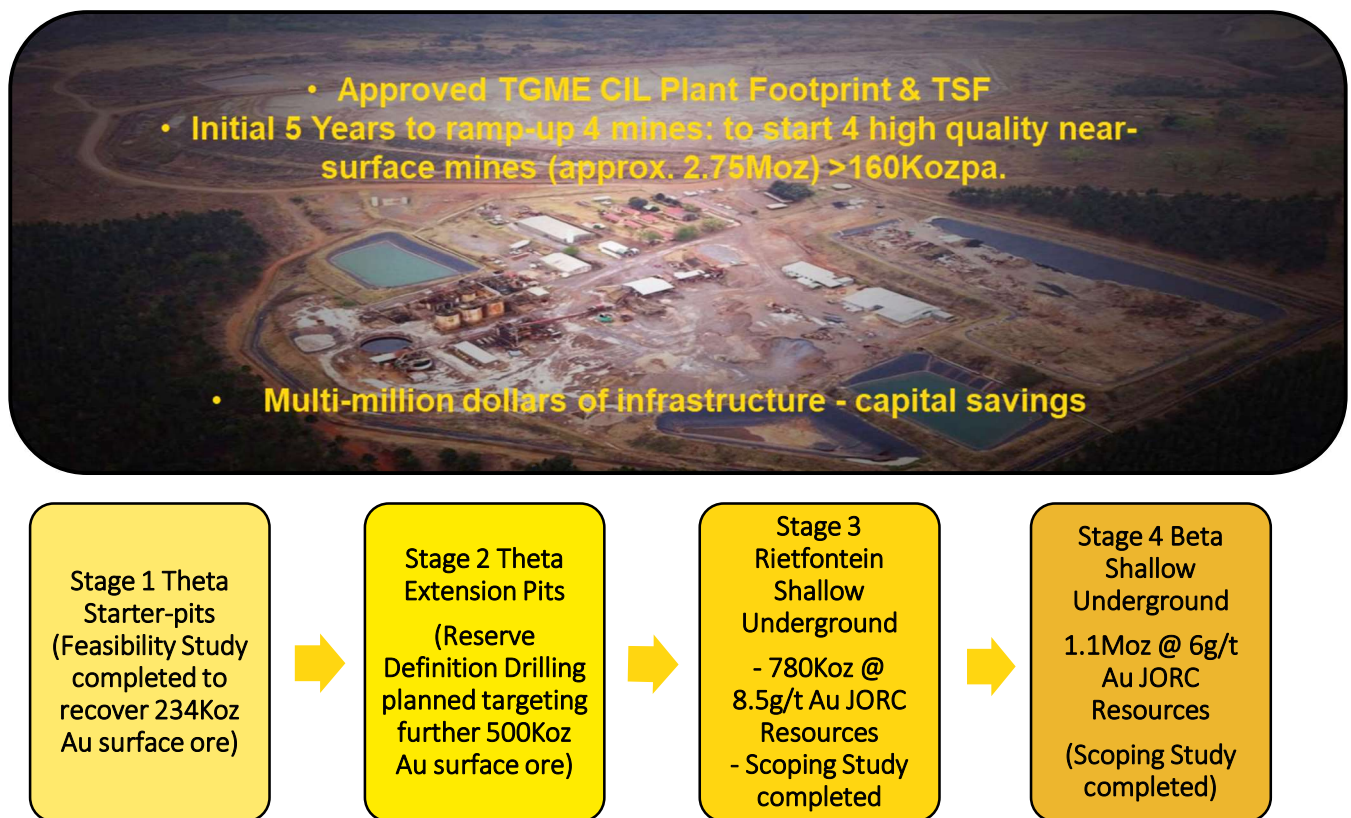 • Approved TGME CIL Plant Footprint & TSF
• Initial 5 Years to ramp-up 4 mines: to start 4 high quality near-
surface mines (approx. 2.75Moz) >160Kozpa.
• Multi-million dollars of infrastructure - capital savings
Stage 1 Theta
Starter-pits
(Feasibility Study
completed to
recover 234Koz
Au surface ore)
Stage 2 Theta
Extension Pits
(Reserve
Definition Drilling
planned targeting
further 500Koz
Au surface ore)
Stage 3
Rietfontein
Shallow
Underground
- 780Koz @
8.5g/t Au JORC
Resources
- Scoping Study
completed
Stage 4 Beta
Shallow
Underground
1.1Moz @ 6g/t
Au JORC
Resources
(Scoping Study
completed)